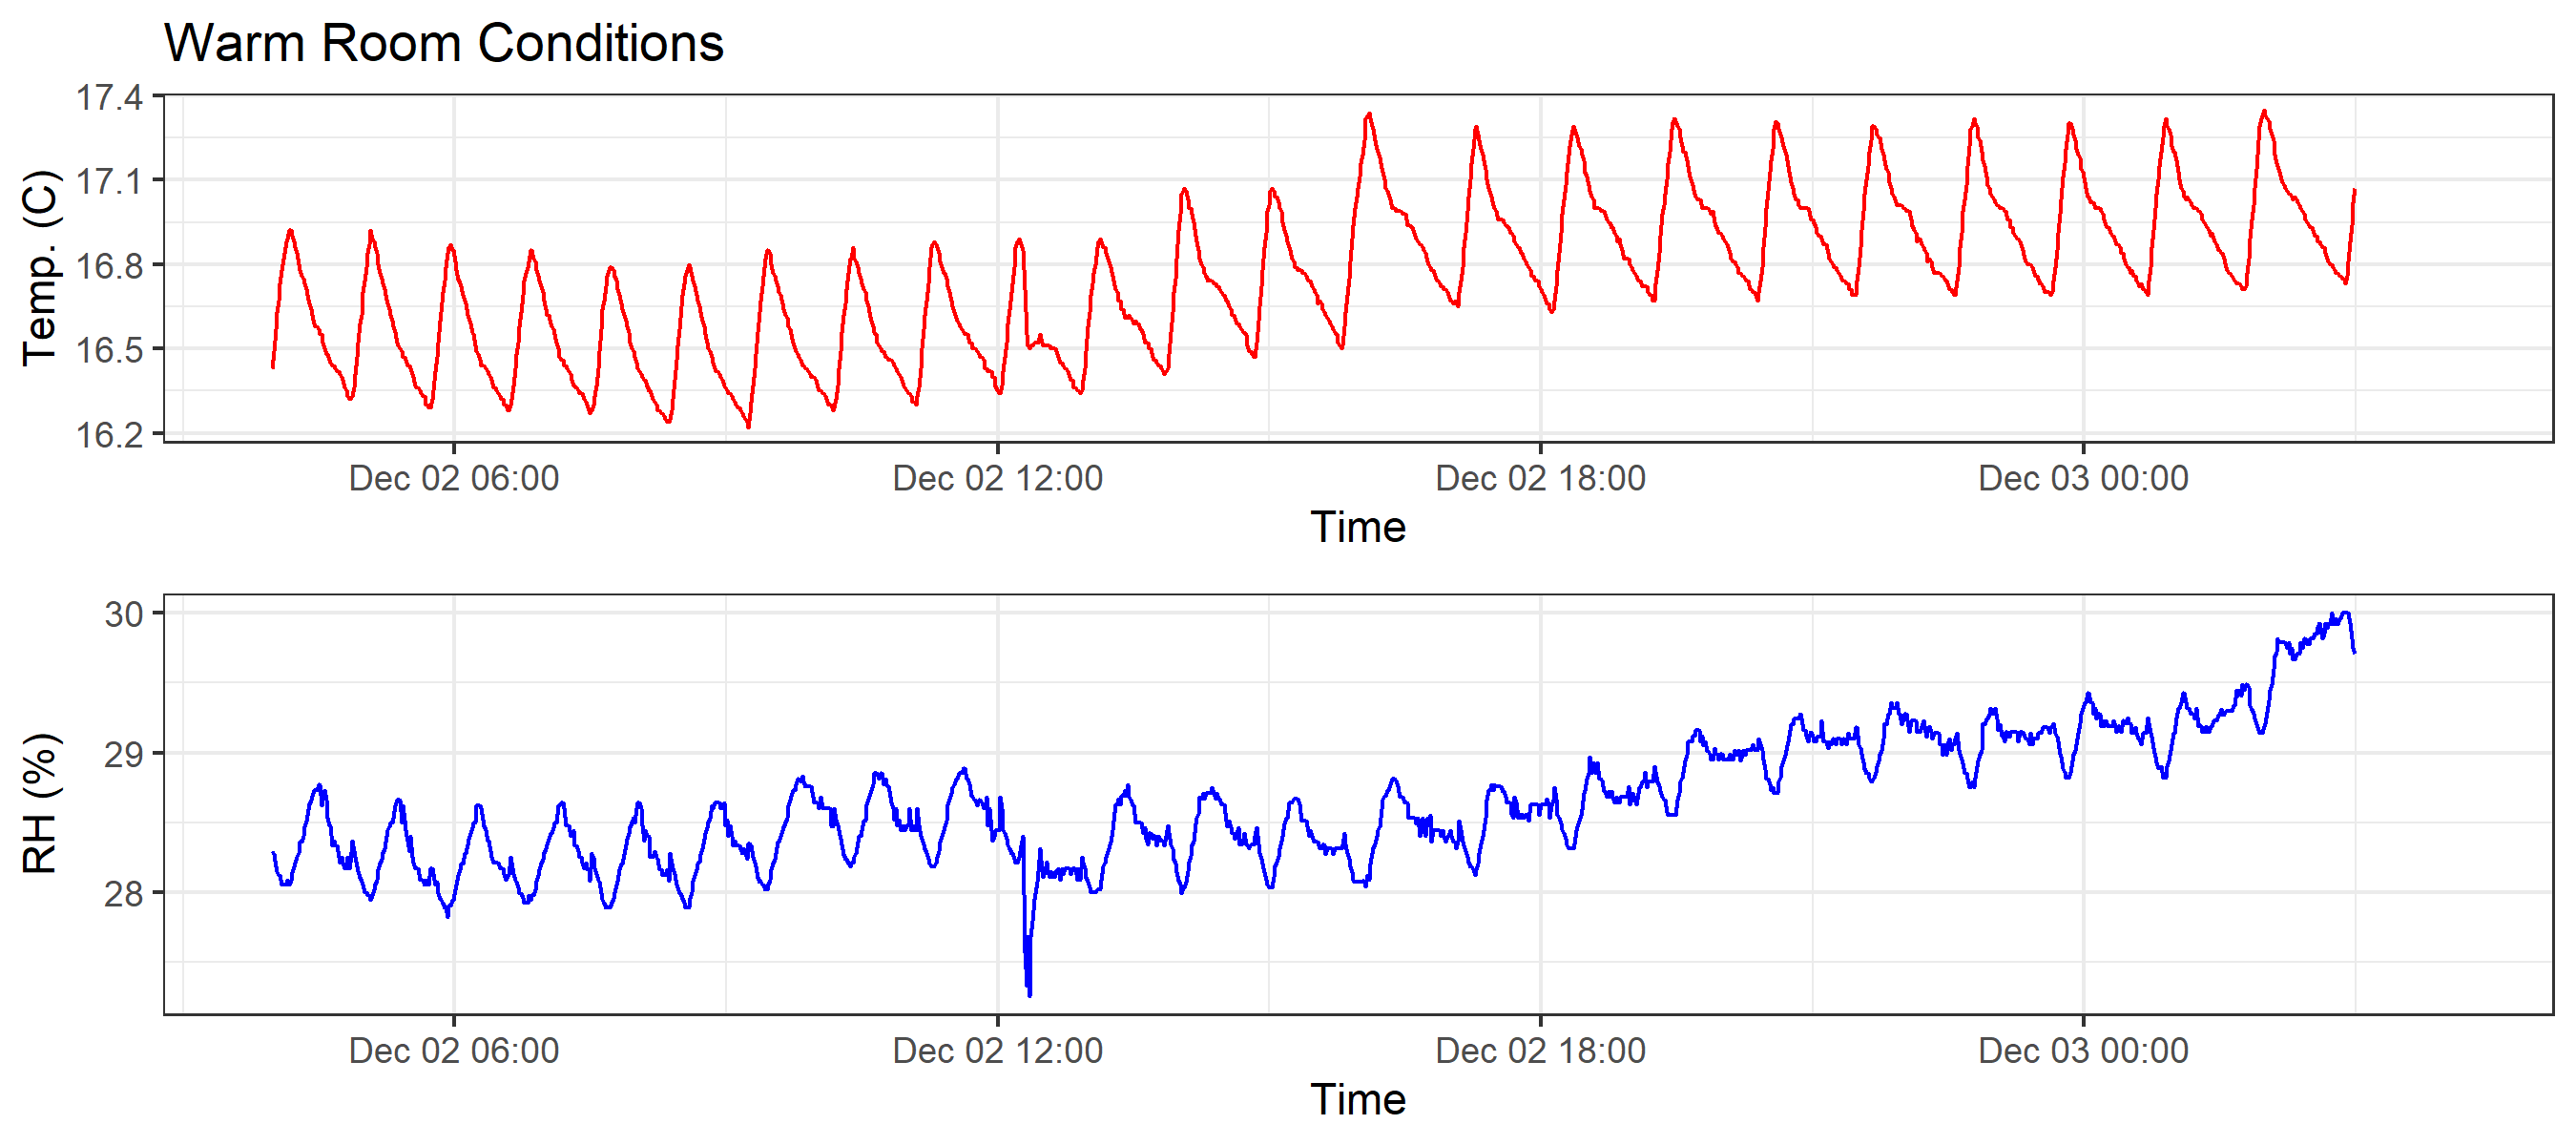 Warm Room Conditions
Temp. (C)
17.4
17.1
16.8
16.5
16.2
Dec 02 06:00 Dec 02 12:00 Dec 02 18:00 Dec 03 00:00
Time
RH (%)
30
29
28
Dec 02 06:00 Dec 02 12:00 Dec 02 18:00 Dec 03 00:00
Time